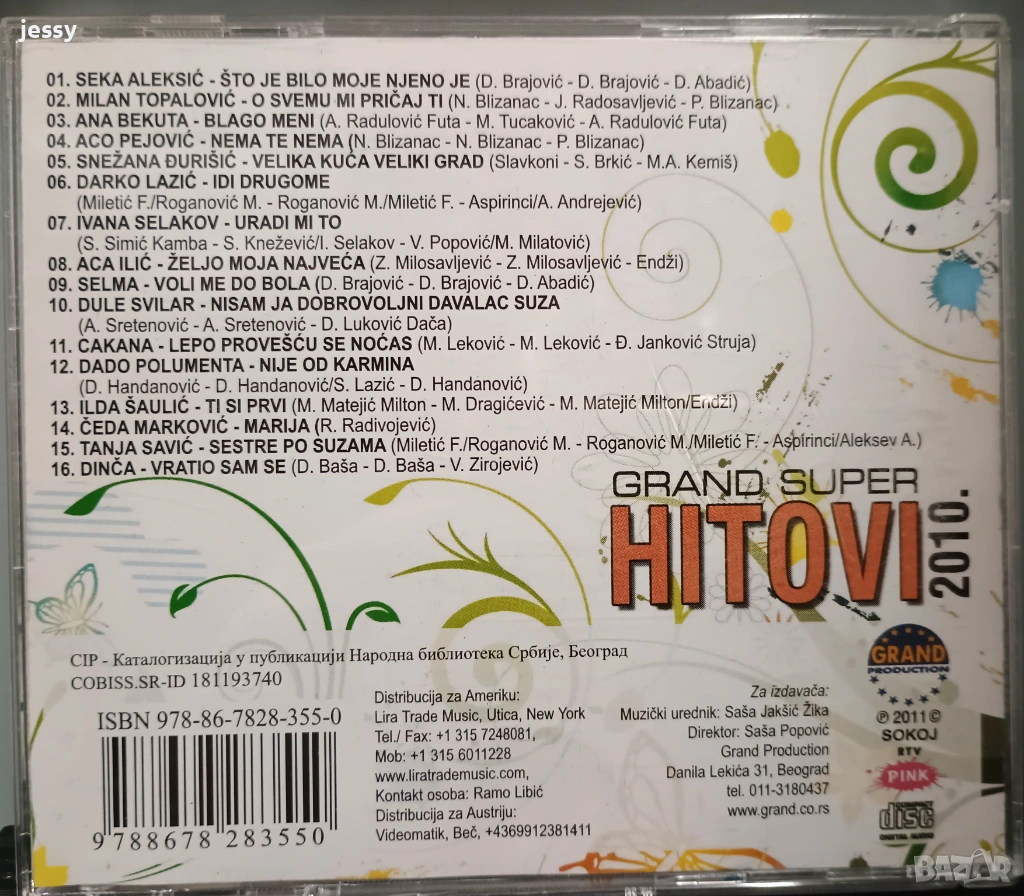 jessy
01. SEKA ALEKSIĆ - ŠTO JE BILO MOJE NJENO JE (D. Brajović - D. Brajović - D. Abadić)
02. MILAN TOPALOVIĆ - O SVEMU MI PRIČAJ TI (N. Blizanac - J. Radosavljević - P. Blizanac)
03. ANA BEKUTA - BLAGO MENI (A. Radulović Futa - M. Tucaković - A. Radulović Futa)
04. ACO PEJOVIĆ - NEMA TE NEMA (N. Blizanac - N. Blizanac - P. Blizanac)
05. SNEŽANA ĐURIŠIĆ - VELIKA KUĆA VELIKI GRAD (Slavkoni - S. Brkić - M.A. Kemiš)
06. DARKO LAZIĆ - IDI DRUGOME
(Miletić F./Roganović M. - Roganović M./Miletić F. - Aspirinci/A. Andrejević)
07. IVANA SELAKOV - URADI MI TO
(S. Simić Kamba - S. Knežević/I. Selakov - V. Popović/M. Milatović)
08. ACA ILIĆ - ŽELJO MOJA NAJVEĆA (Z. Milosavljević - Z. Milosavljević - Endži)
09. SELMA - VOLI ME DO BOLA (D. Brajović - D. Brajović - D. Abadić)
10. DULE SVILAR - NISAM JA DOBROVOLJNI DAVALAC SUZA
(A. Sretenović - A. Sretenović - D. Luković Dača)
11. CAKANA - LEPO PROVEŠĆU SE NOĆAS (M. Leković - M. Leković - Đ. Janković Struja)
12. DADO POLUMENTA - NIJE OD KARMINA
(D. Handanović - D. Handanović/S. Lazić - D. Handanović)
13. ILDA ŠAULIĆ - TI SI PRVI (M. Matejić Milton - M. Dragićević - M. Matejić Milton/Endži)
14. ČEDA MARKOVIĆ - MARIJA (R. Radivojević)
15. TANJA SAVIĆ - SESTRE PO SUZAMA (Miletić F./Roganović M. - Roganović M./Miletić F. - Aspirinci/Aleksev A.)
16. DINČA - VRATIO SAM SE (D. Baša - D. Baša - V. Zirojević)
GRAND SUPER
HITOVI
2010.
CIP - Каталогизација у публикацији Народна библиотека Србије, Београд
COBISS.SR-ID 181193740
ISBN 978-86-7828-355-0
9 788678 283550
Distribucija za Ameriku:
Lira Trade Music, Utica, New York
Tel./ Fax: +1 315 7248081,
Mob: +1 315 6011228
www.liratrademusic.com,
Kontakt osoba: Ramo Libić
Distribucija za Austriju:
Videomatik, Beč, +4369912381411
Za izdavača:
Muzički urednik: Saša Jakšić Žika
Direktor: Saša Popović
Grand Production
Danila Lekića 31, Beograd
tel. 011-3180437
www.grand.co.rs
GRAND
PRODUCTION
℗ 2011 ©
SOKOJ
RTV
PINK
COMPACT
disc
DIGITAL AUDIO
BAZAR